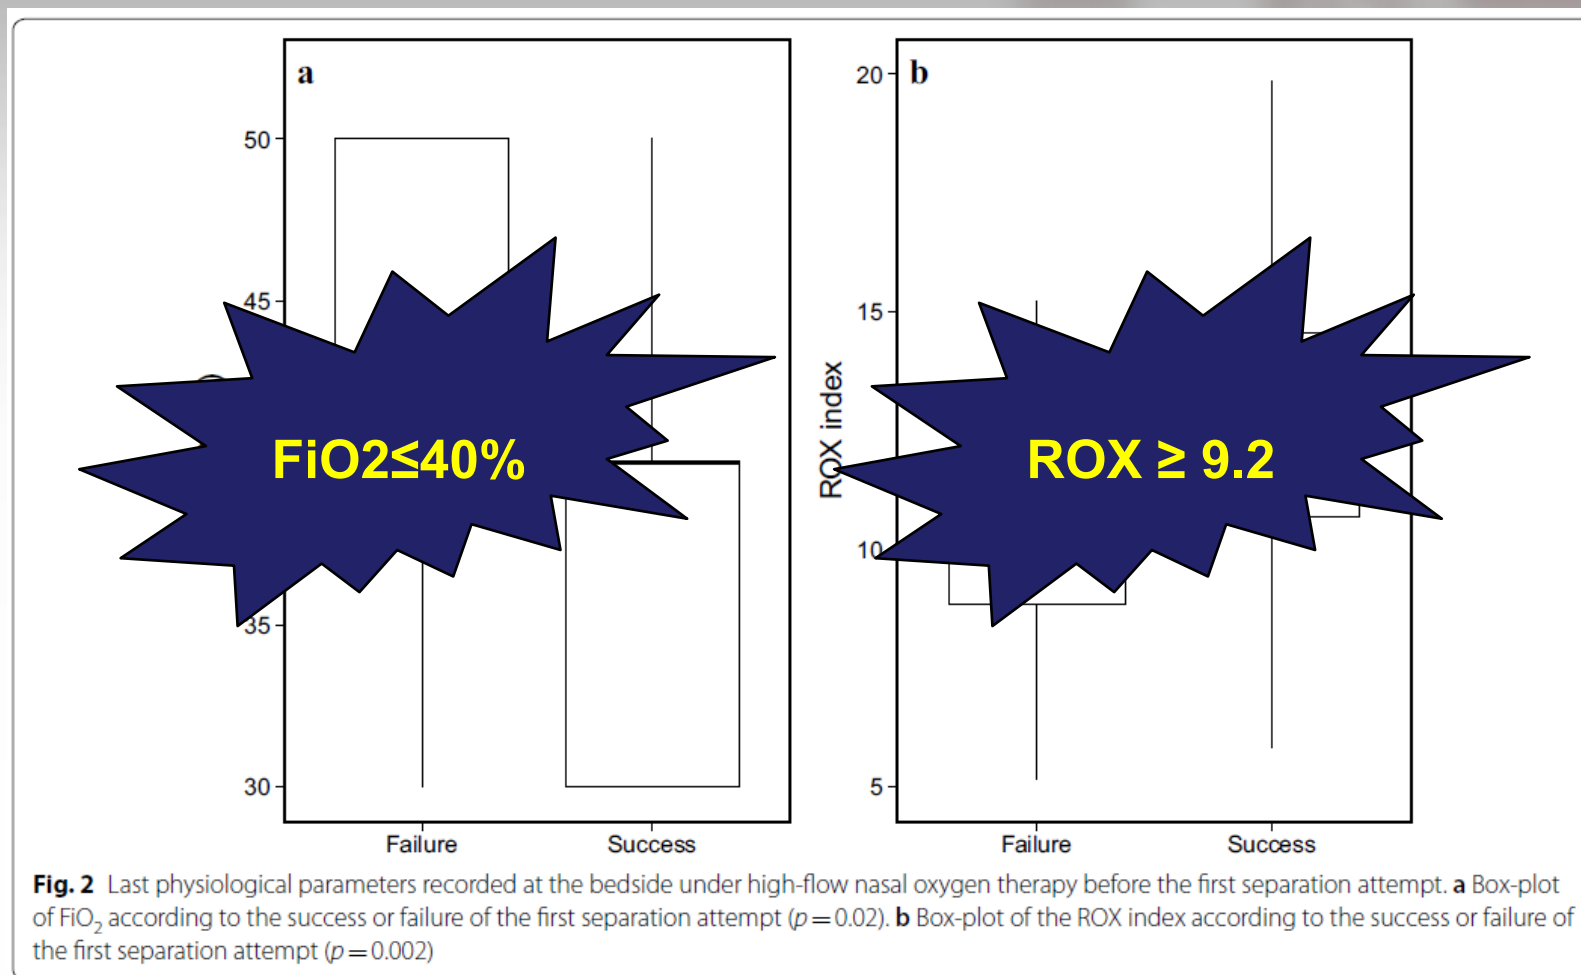 a
50
45
35
30
Failure
Success
FiO2≤40%
b
20
15
10
5
ROX index
Failure
Success
ROX ≥ 9.2
Fig. 2 Last physiological parameters recorded at the bedside under high-flow nasal oxygen therapy before the first separation attempt. a Box-plot
of FiO₂ according to the success or failure of the first separation attempt (p = 0.02). b Box-plot of the ROX index according to the success or failure of
the first separation attempt (p = 0.002)